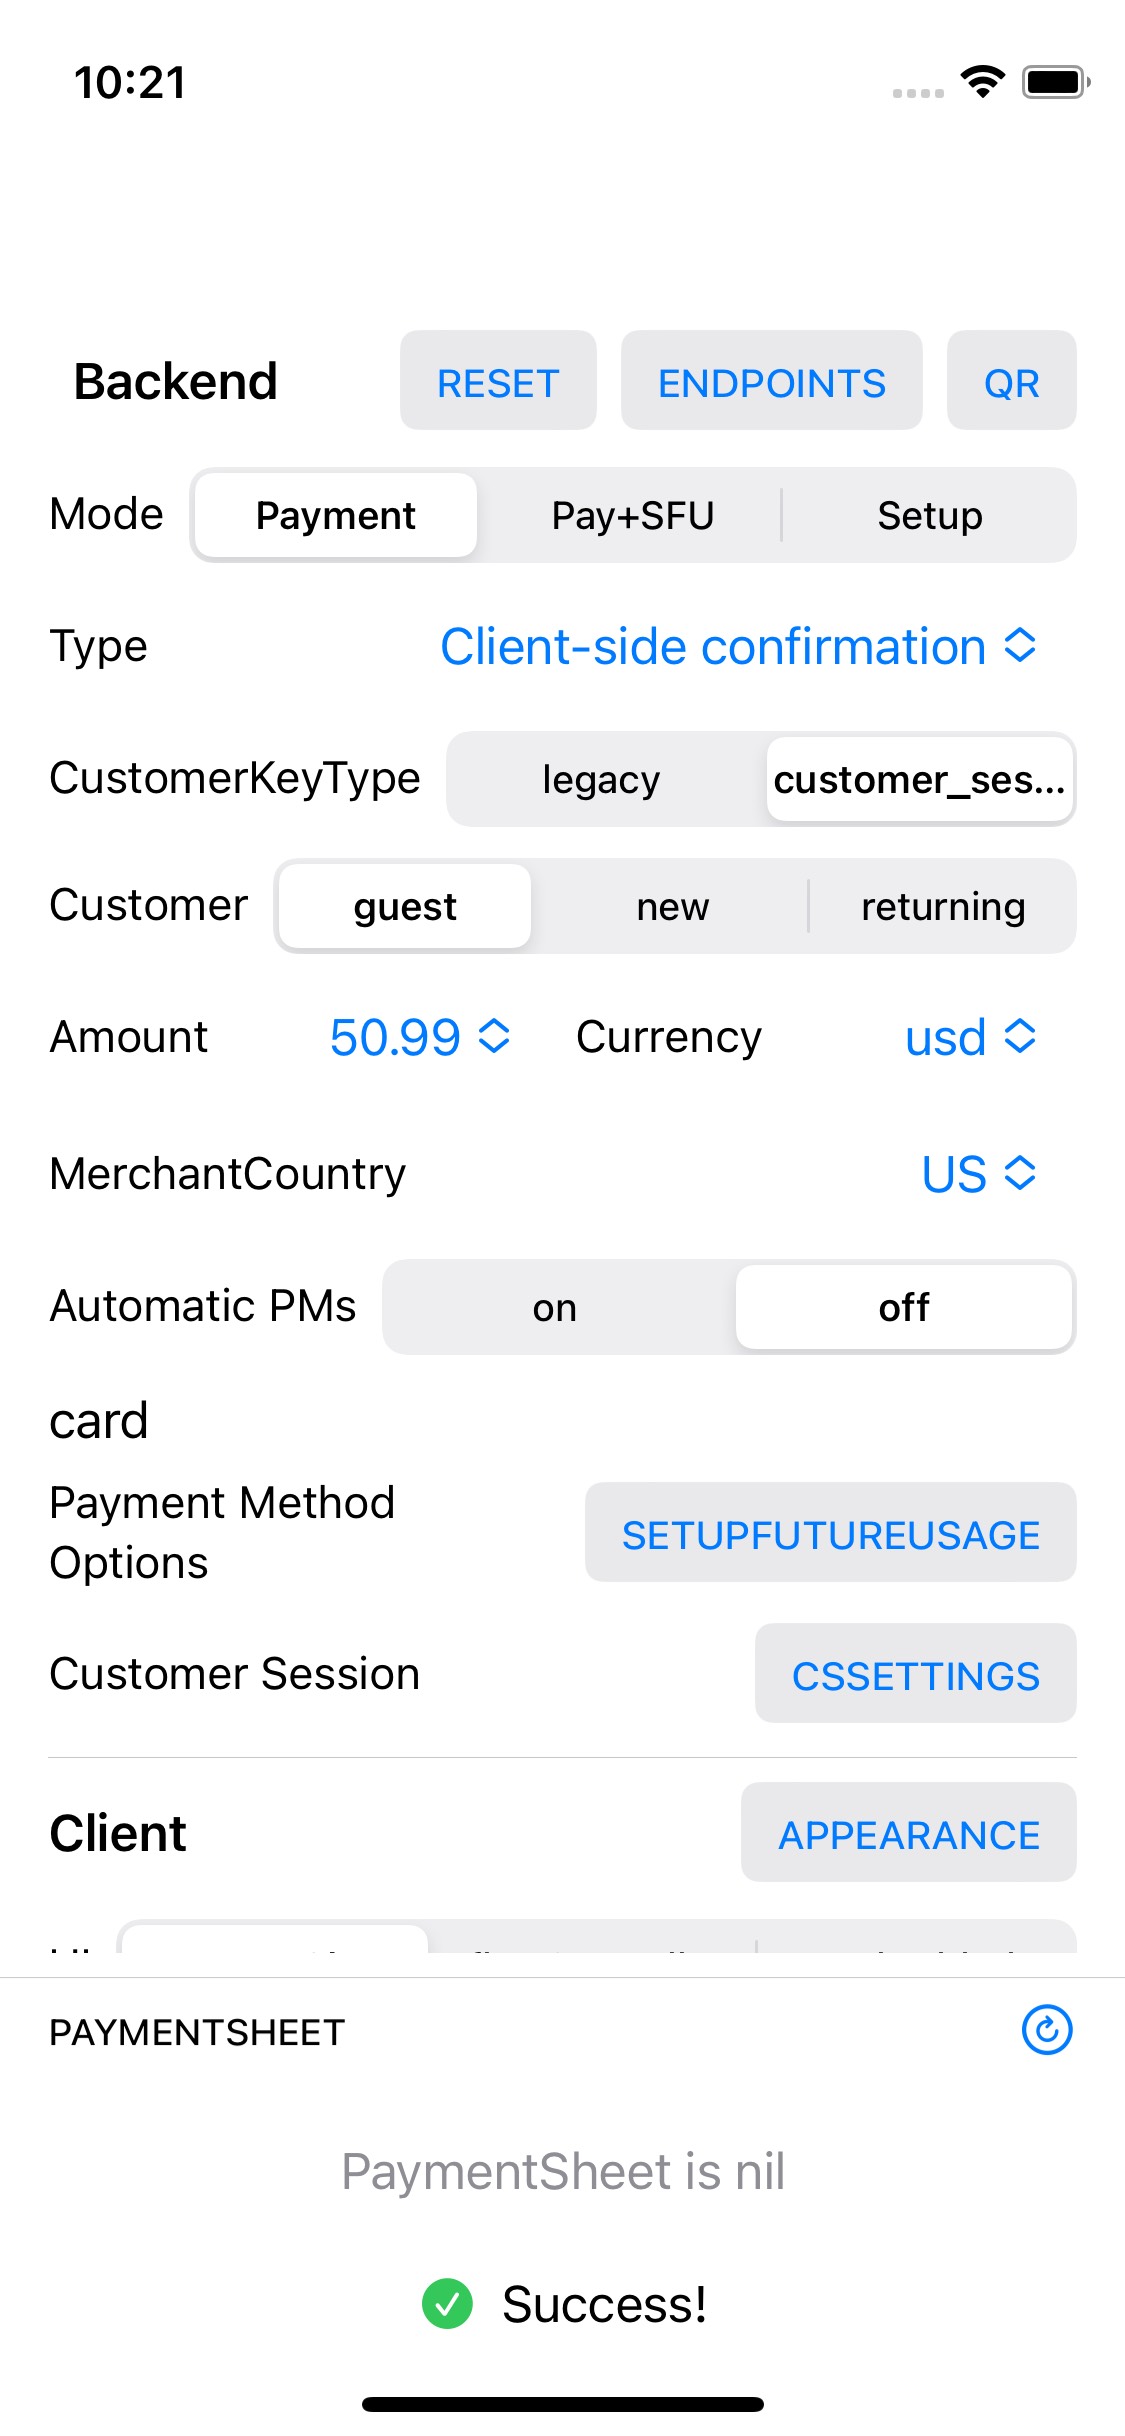 10:21
Backend RESET ENDPOINTS QR
Mode Payment Pay+SFU Setup
Type Client-side confirmation
CustomerKeyType legacy customer_ses...
Customer guest new returning
Amount 50.99 Currency usd
MerchantCountry US
Automatic PMs on off
card
Payment Method
Options
SETUPFUTUREUSAGE
Customer Session CSSETTINGS
Client APPEARANCE
PAYMENTSHEET
PaymentSheet is nil
Success!